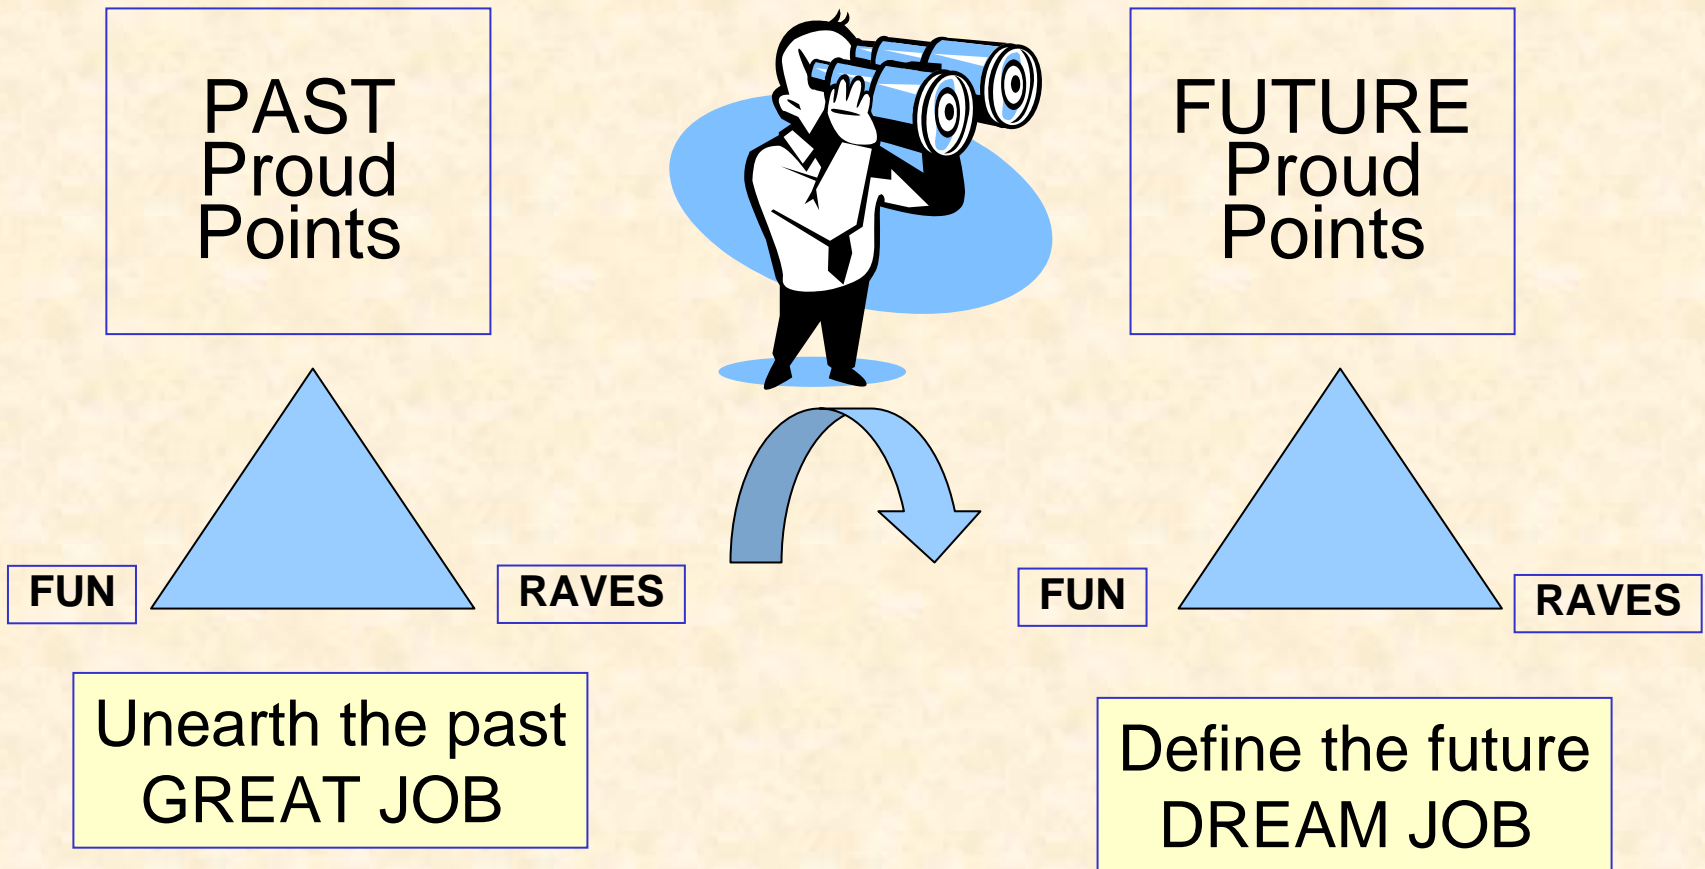 PAST
Proud
Points
FUTURE
Proud
Points
FUN
RAVES
FUN
RAVES
Unearth the past
GREAT JOB
Define the future
DREAM JOB